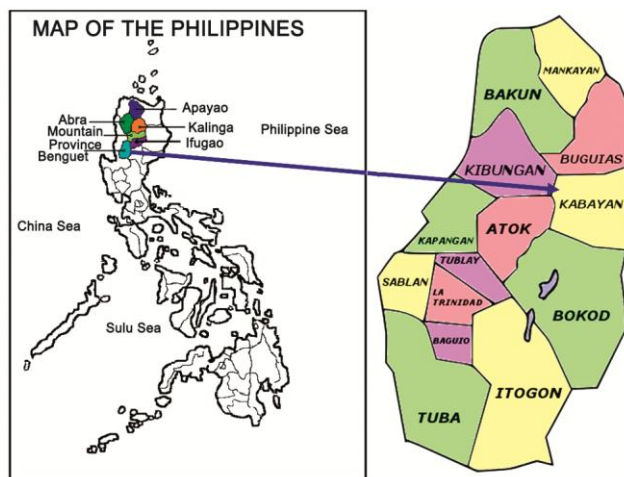 MAP OF THE PHILIPPINES
Apayao
Abra
Kalinga
Mountain
Province
Ifugao
Benguet
Philippine Sea
China Sea
Sulu Sea
MANKAYAN
BAKUN
BUGUIAS
KIBUNGAN
KABAYAN
ATOK
KAPANGAN
TUBLAY
SABLAN
LA
TRINIDAD
BOKOD
BAGUIO
ITOGON
TUBA